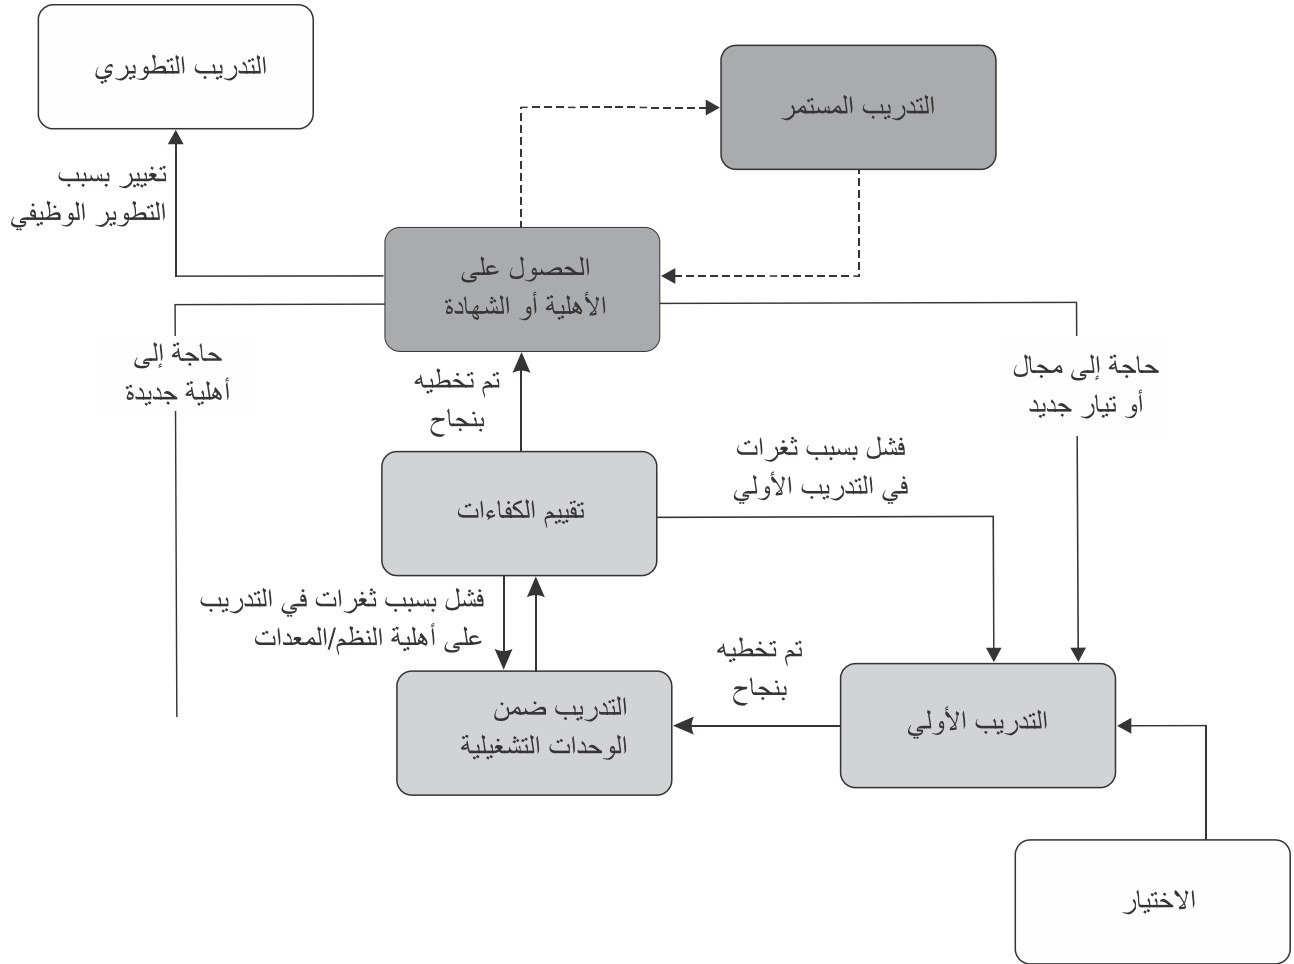 التدريب التطويري
التدريب المستمر
تغيير بسبب
التطوير الوظيفي
الحصول على
الأهلية أو الشهادة
حاجة إلى
أهلية جديدة
حاجة إلى مجال
أو تيار جديد
تم تخطيه
بنجاح
فشل بسبب ثغرات
في التدريب الأولي
تقييم الكفاءات
فشل بسبب ثغرات في التدريب
على أهلية النظم/المعدات
تم تخطيه
بنجاح
التدريب الأولي
التدريب ضمن
الوحدات التشغيلية
الاختيار